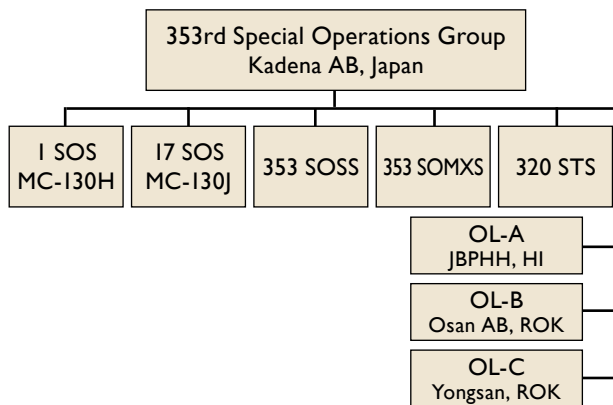 353rd Special Operations Group
Kadena AB, Japan
1 SOS
MC-130H
17 SOS
MC-130J
353 SOSS
353 SOMXS
320 STS
OL-A
JBPHH, HI
OL-B
Osan AB, ROK
OL-C
Yongsan, ROK